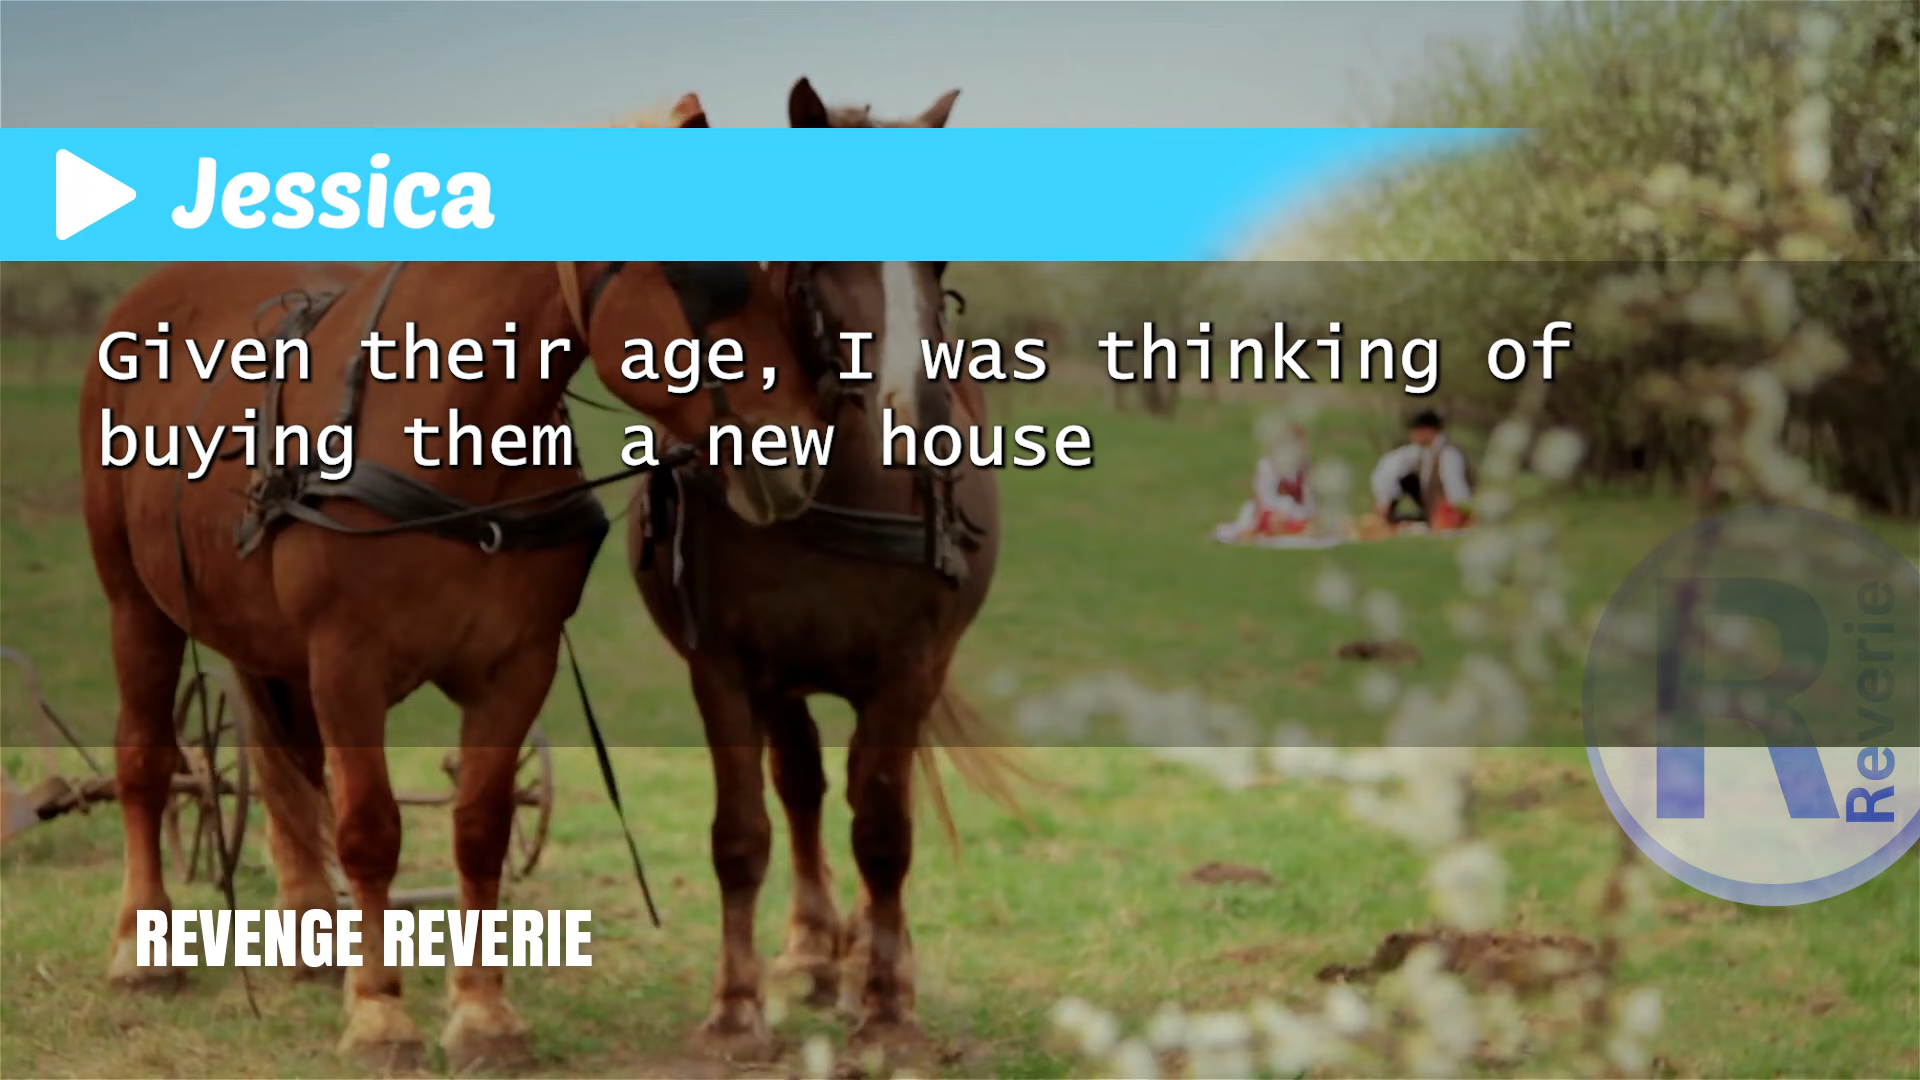 Jessica
Given their age, I was thinking of
buying them a new house
R
Reverie
REVENGE REVERIE